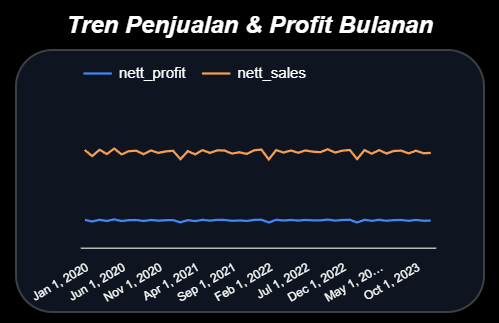 Tren Penjualan & Profit Bulanan
nett_profit nett_sales
Jan 1, 2020 Jun 1, 2020 Nov 1, 2020 Apr 1, 2021 Sep 1, 2021 Feb 1, 2022 Jul 1, 2022 Dec 1, 2022 May 1, 20… Oct 1, 2023